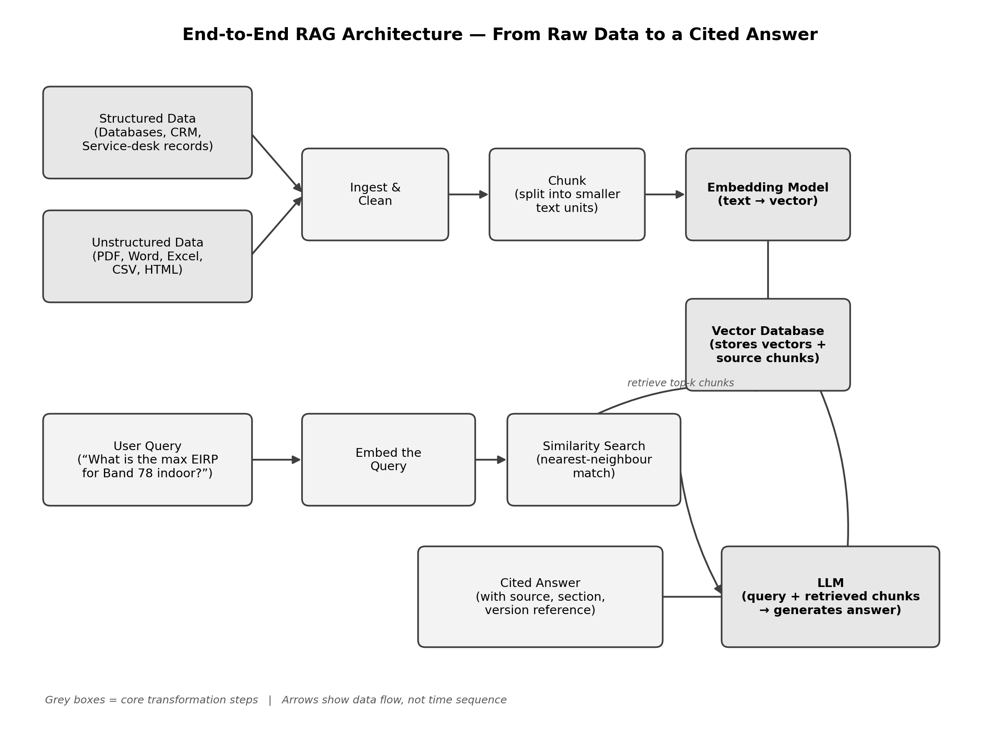 End-to-End RAG Architecture — From Raw Data to a Cited Answer
Structured Data
(Databases, CRM,
Service-desk records)
Unstructured Data
(PDF, Word, Excel,
CSV, HTML)
Ingest &
Clean
Chunk
(split into smaller
text units)
Embedding Model
(text → vector)
Vector Database
(stores vectors +
source chunks)
retrieve top-k chunks
User Query
(“What is the max EIRP
for Band 78 indoor?”)
Embed the
Query
Similarity Search
(nearest-neighbour
match)
Cited Answer
(with source, section,
version reference)
LLM
(query + retrieved chunks
→ generates answer)
Grey boxes = core transformation steps | Arrows show data flow, not time sequence